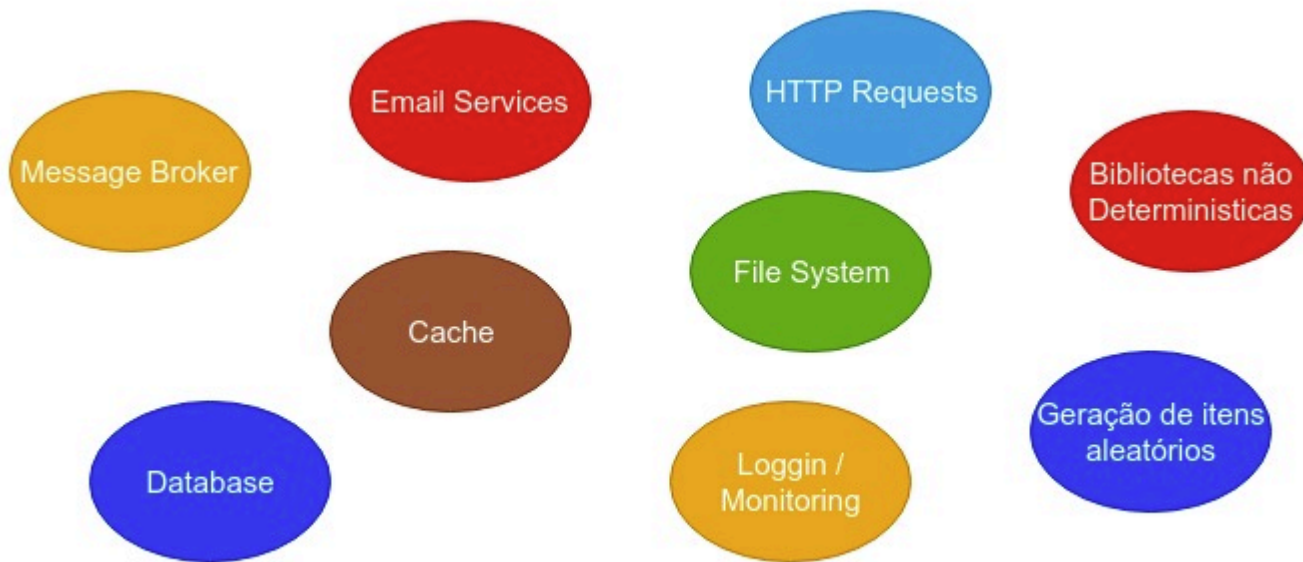 Email Services
HTTP Requests
Message Broker
Bibliotecas não
Deterministicas
File System
Cache
Geração de itens
aleatórios
Database
Loggin /
Monitoring